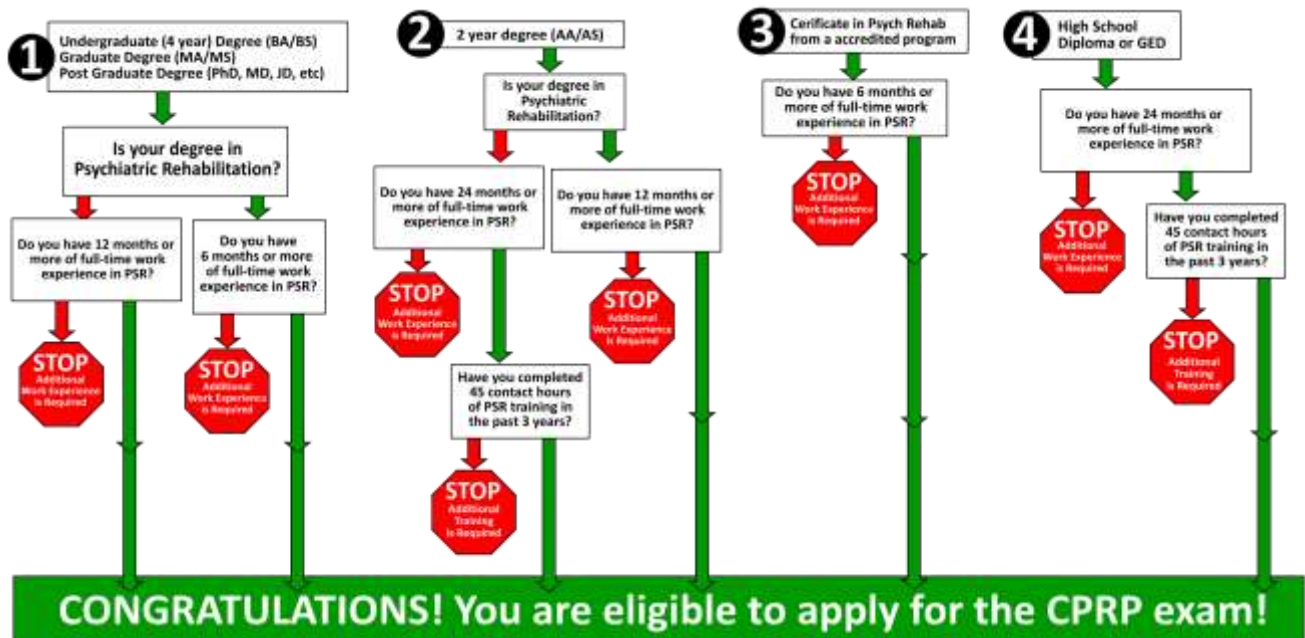 1
Undergraduate (4 year) Degree (BA/BS)
Graduate Degree (MA/MS)
Post Graduate Degree (PhD, MD, JD, etc)
Is your degree in
Psychiatric Rehabilitation?
Do you have 12 months or
more of full-time work
experience in PSR?
STOP
Additional
Work Experience
is Required
Do you have
6 months or more
of full-time work
experience in PSR?
STOP
Additional
Work Experience
is Required
2
2 year degree (AA/AS)
Is your degree in
Psychiatric
Rehabilitation?
Do you have 24 months or
more of full-time work
experience in PSR?
STOP
Additional
Work Experience
is Required
Have you completed
45 contact hours
of PSR training in
the past 3 years?
STOP
Additional
Training
Is Required
Do you have 12 months or
more of full-time work
experience in PSR?
STOP
Additional
Work Experience
is Required
3
Cerificate in Psych Rehab
from a accredited program
Do you have 6 months or
more of full-time work
experience in PSR?
STOP
Additional
Work Experience
is Required
4
High School
Diploma or GED
Do you have 24 months or
more of full-time work
experience in PSR?
STOP
Additional
Work Experience
is Required
Have you completed
45 contact hours
of PSR training in
the past 3 years?
STOP
Additional
Training
is Required
CONGRATULATIONS! You are eligible to apply for the CPRP exam!